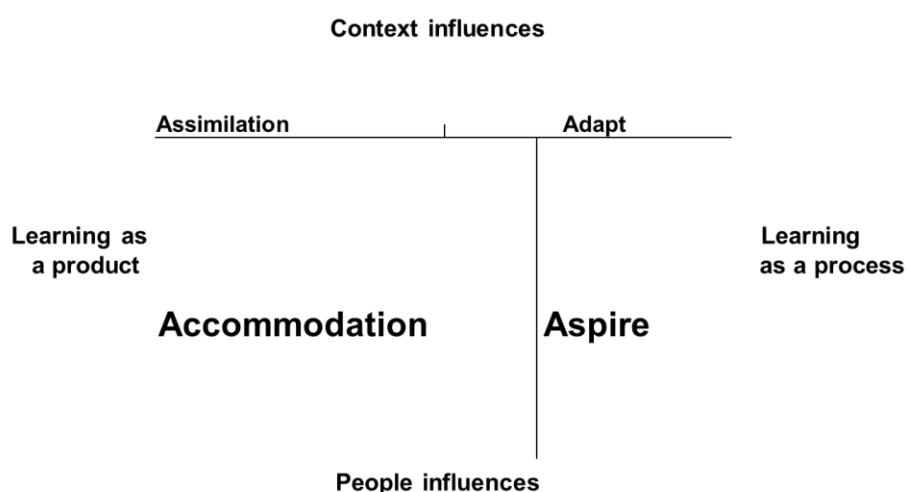 Context influences
Assimilation
Adapt
Learning as
a product
Learning
as a process
Accommodation
Aspire
People influences